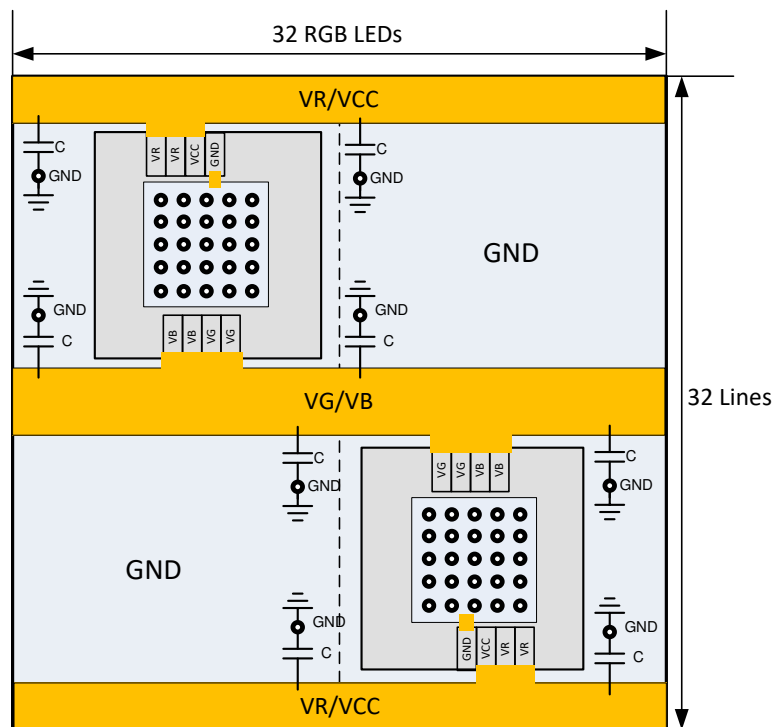 32 RGB LEDs
VR/VCC
C
GND
VR
VR
VCC
GND
C
GND
GND
GND
C
VB
VB
VG
VG
GND
C
VG/VB
32 Lines
C
GND
VG
VG
VB
VB
C
GND
GND
GND
C
GND
VCC
VR
VR
GND
C
VR/VCC